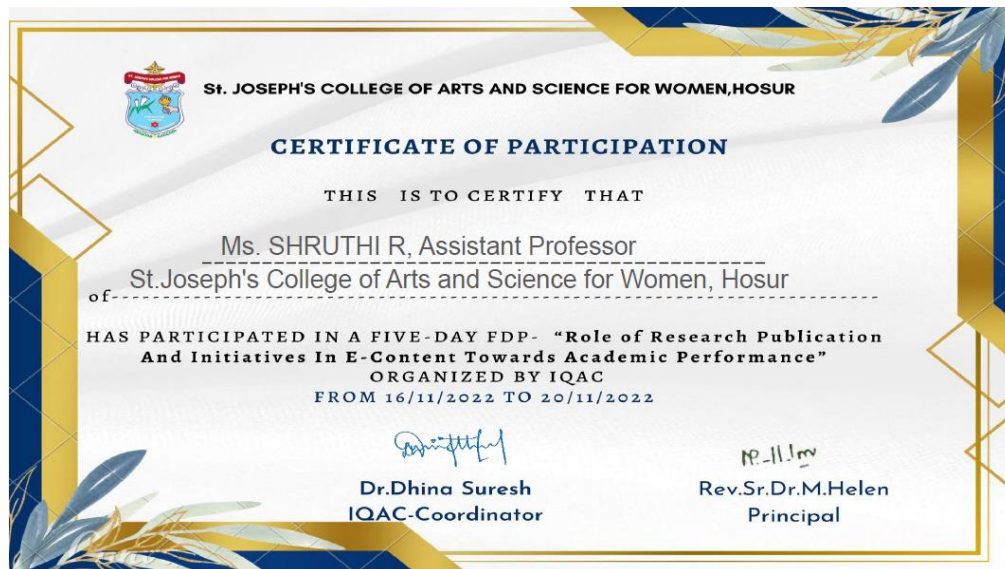 St. JOSEPH'S COLLEGE OF ARTS AND SCIENCE FOR WOMEN,HOSUR
CERTIFICATE OF PARTICIPATION
THIS IS TO CERTIFY THAT
Ms. SHRUTHI R, Assistant Professor
St.Joseph's College of Arts and Science for Women, Hosur
of
HAS PARTICIPATED IN A FIVE-DAY FDP- “Role of Research Publication
And Initiatives In E-Content Towards Academic Performance”
ORGANIZED BY IQAC
FROM 16/11/2022 TO 20/11/2022
Dr.Dhina Suresh
IQAC-Coordinator
Rev.Sr.Dr.M.Helen
Principal